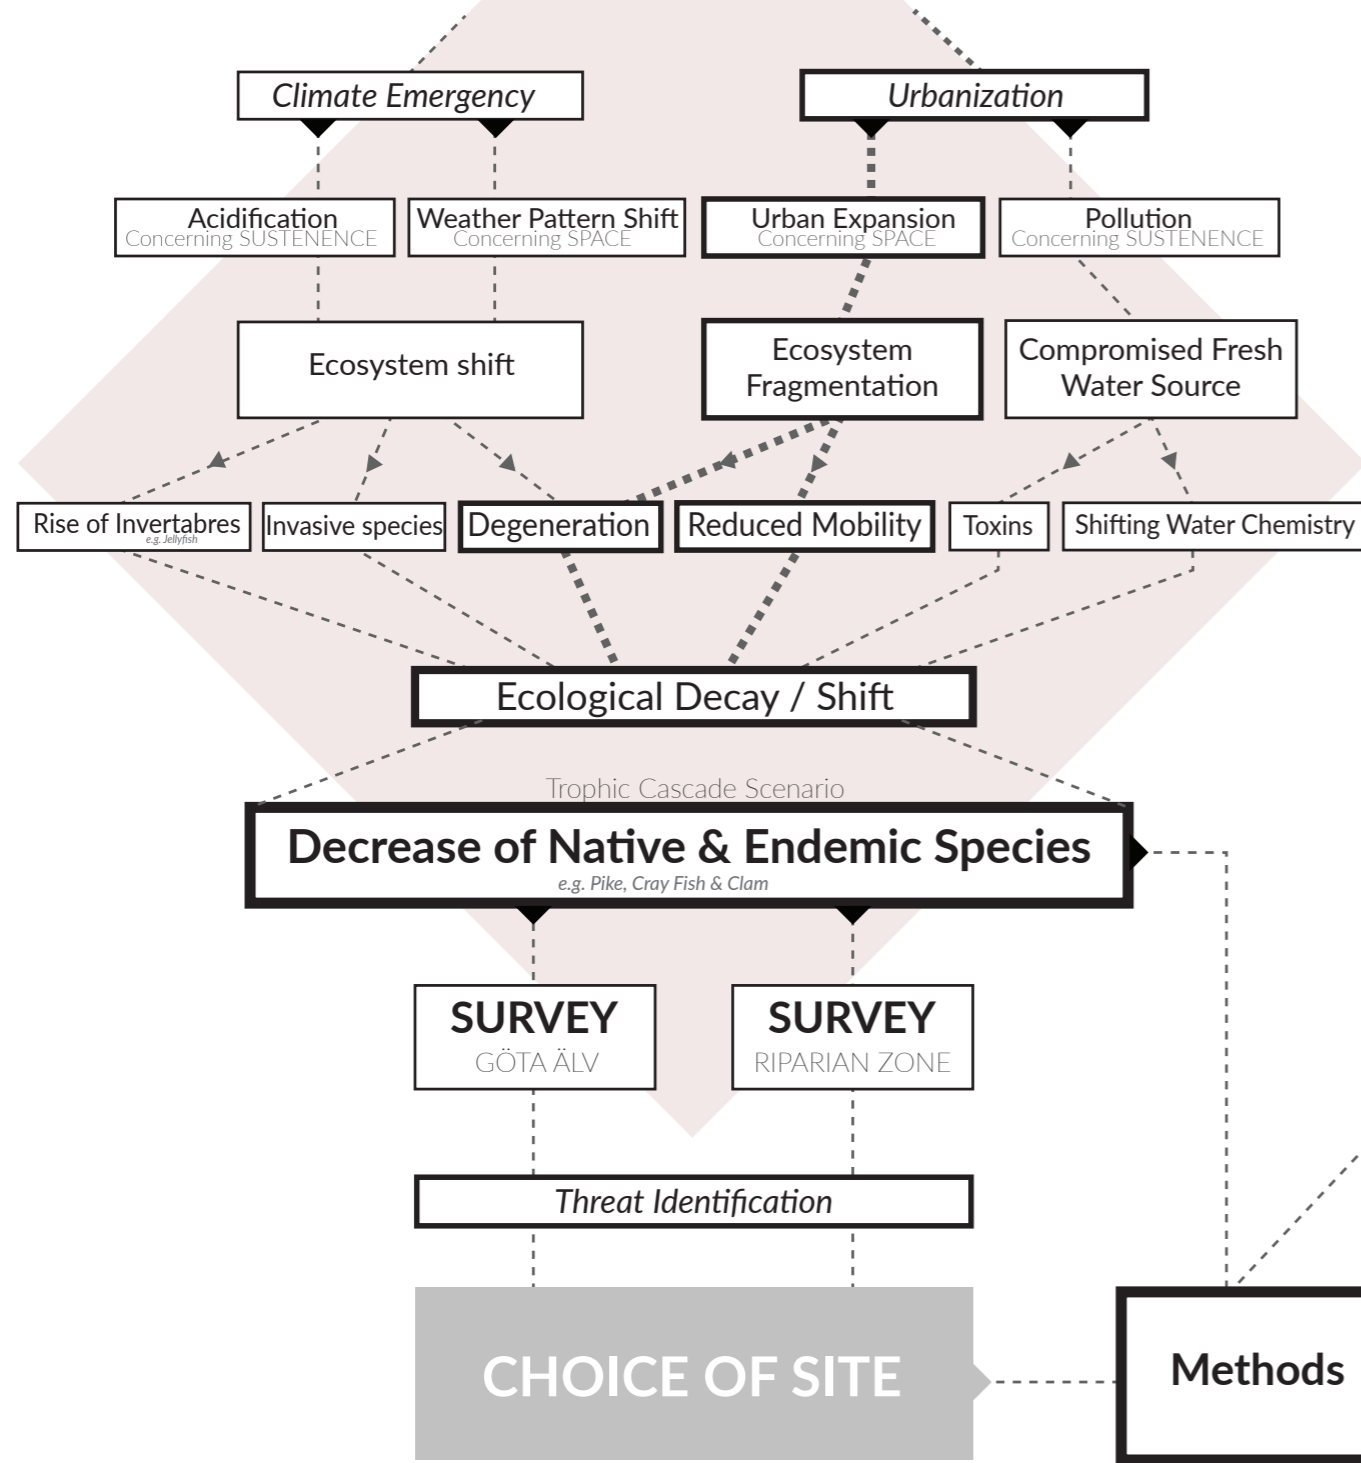 Climate Emergency
Urbanization
Acidification
Concerning SUSTENENCE
Weather Pattern Shift
Concerning SPACE
Urban Expansion
Concerning SPACE
Pollution
Concerning SUSTENENCE
Ecosystem shift
Ecosystem
Fragmentation
Compromised Fresh
Water Source
Rise of Invertabres
e.g. Jellyfish
Invasive species
Degeneration
Reduced Mobility
Toxins
Shifting Water Chemistry
Ecological Decay / Shift
Trophic Cascade Scenario
Decrease of Native & Endemic Species
e.g. Pike, Cray Fish & Clam
SURVEY
GÖTA ÄLV
SURVEY
RIPARIAN ZONE
Threat Identification
CHOICE OF SITE
Methods